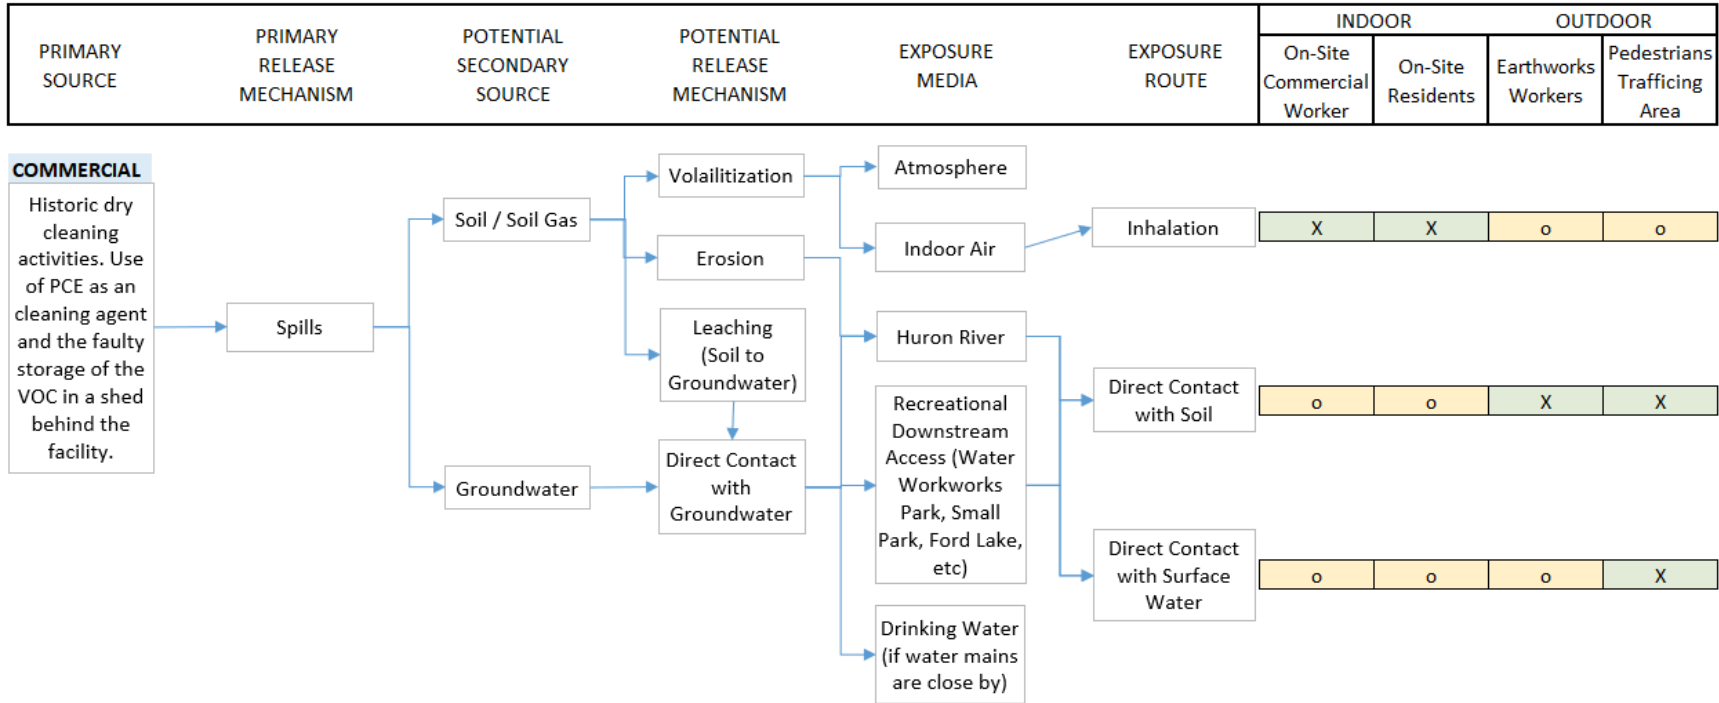 PRIMARY
SOURCE
PRIMARY
RELEASE
MECHANISM
POTENTIAL
SECONDARY
SOURCE
POTENTIAL
RELEASE
MECHANISM
EXPOSURE
MEDIA
EXPOSURE
ROUTE
INDOOR
OUTDOOR
On-Site
Commercial
Worker
On-Site
Residents
Earthworks
Workers
Pedestrians
Trafficing
Area
COMMERCIAL
Historic dry
cleaning
activities. Use
of PCE as an
cleaning agent
and the faulty
storage of the
VOC in a shed
behind the
facility.
Spills
Soil / Soil Gas
Groundwater
Volailitization
Erosion
Leaching
(Soil to
Groundwater)
Direct Contact
with
Groundwater
Atmosphere
Indoor Air
Huron River
Recreational
Downstream
Access (Water
Workworks
Park, Small
Park, Ford Lake,
etc)
Drinking Water
(if water mains
are close by)
Inhalation
X X o o
Direct Contact
with Soil
o o X X
Direct Contact
with Surface
Water
o o o X